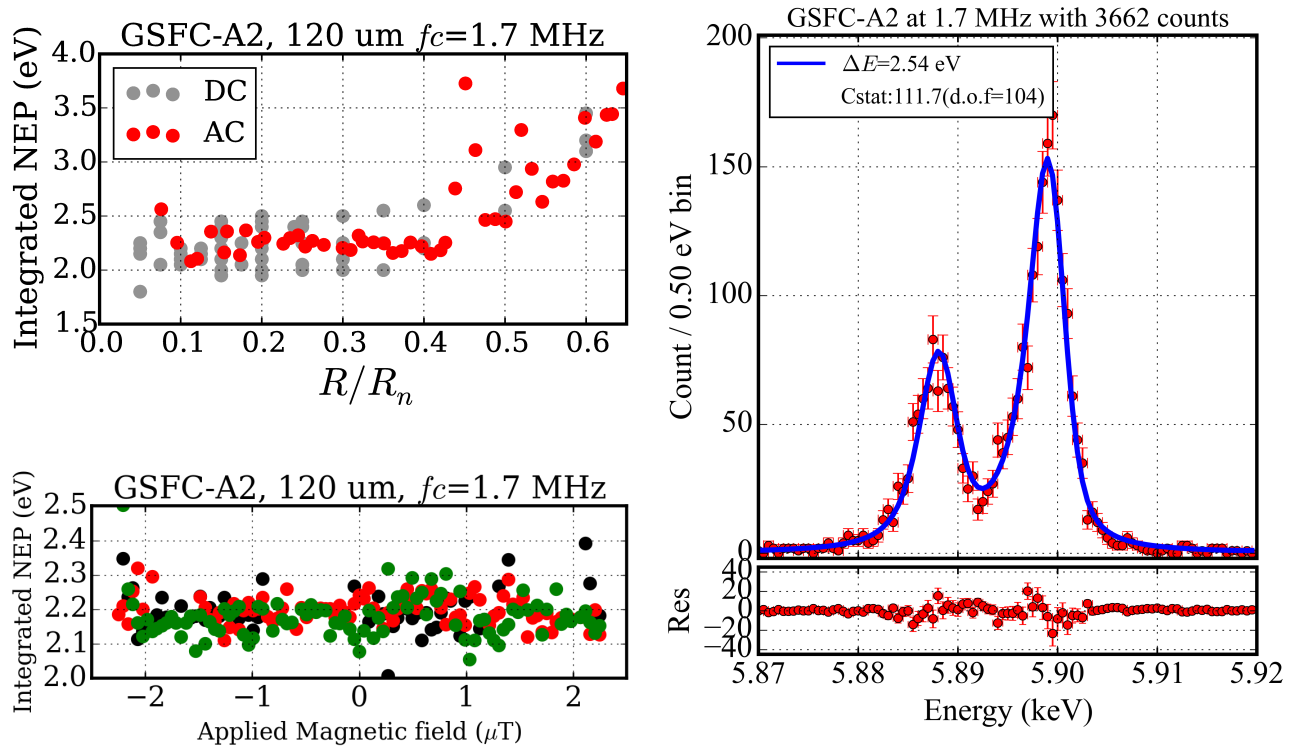 GSFC-A2, 120 um fc=1.7 MHz
Integrated NEP (eV)
4.0
3.5
3.0
2.5
2.0
1.5
DC
AC
0.0 0.1 0.2 0.3 0.4 0.5 0.6
R/Rn
GSFC-A2, 120 um, fc=1.7 MHz
Integrated NEP (eV)
2.5
2.4
2.3
2.2
2.1
2.0
−2 −1 0 1 2
Applied Magnetic field (μT)
GSFC-A2 at 1.7 MHz with 3662 counts
Count / 0.50 eV bin
200
150
100
50
0
ΔE=2.54 eV
Cstat:111.7(d.o.f=104)
Res
40
20
0
−20
−40
5.87 5.88 5.89 5.90 5.91 5.92
Energy (keV)